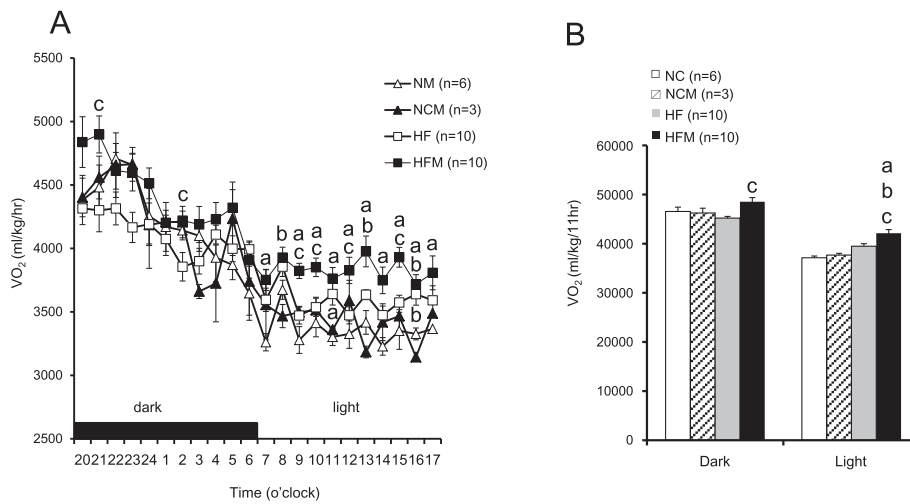 A
5500
5000
4500
4000
3500
3000
2500
VO2 (ml/kg/hr)
NM (n=6)
NCM (n=3)
HF (n=10)
HFM (n=10)
c
c
a
b
a
c
a
c
a
b
c
a
b
a
a
c
b
a
a
b
a
b
dark
light
20 21 22 23 24 1 2 3 4 5 6 7 8 9 10 11 12 13 14 15 16 17
Time (o'clock)
B
NC (n=6)
NCM (n=3)
HF (n=10)
HFM (n=10)
60000
50000
40000
30000
20000
10000
0
VO2 (ml/kg/11hr)
c
a
b
c
Dark
Light